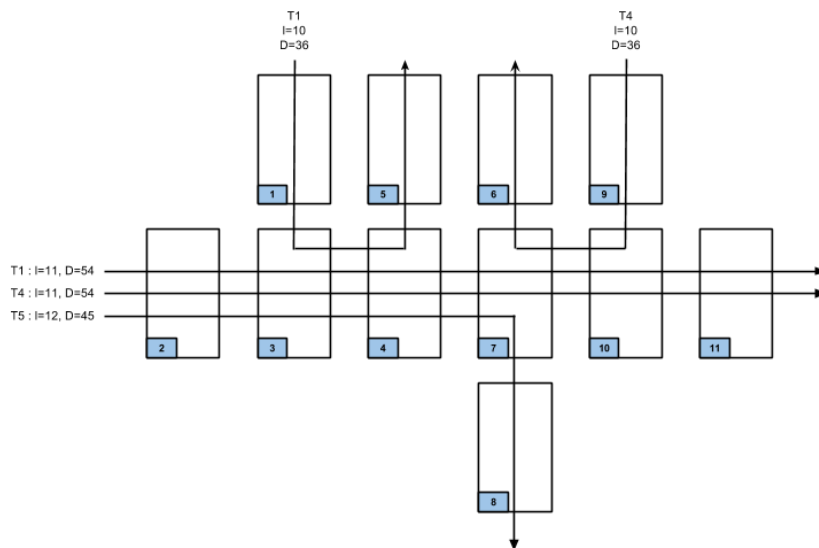 T1
I=10
D=36
T4
I=10
D=36
1
5
6
9
T1 : I=11, D=54
T4 : I=11, D=54
T5 : I=12, D=45
2
3
4
7
10
11
8